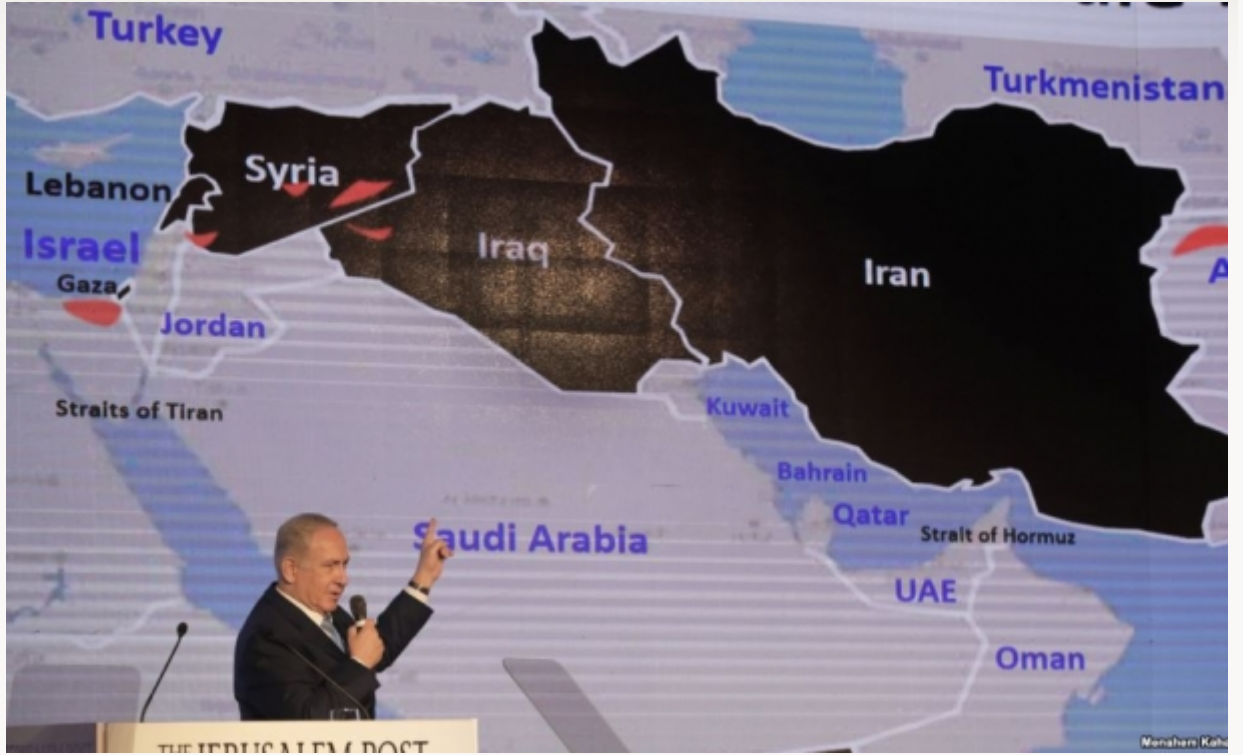 Turkey
Turkmenistan
Syria
Lebanon
Israel
Iraq
Iran
A
Gaza
Jordan
Straits of Tiran
Kuwait
Bahrain
Qatar
Strait of Hormuz
Saudi Arabia
UAE
Oman
THE JERUSALEM POST
Menahem